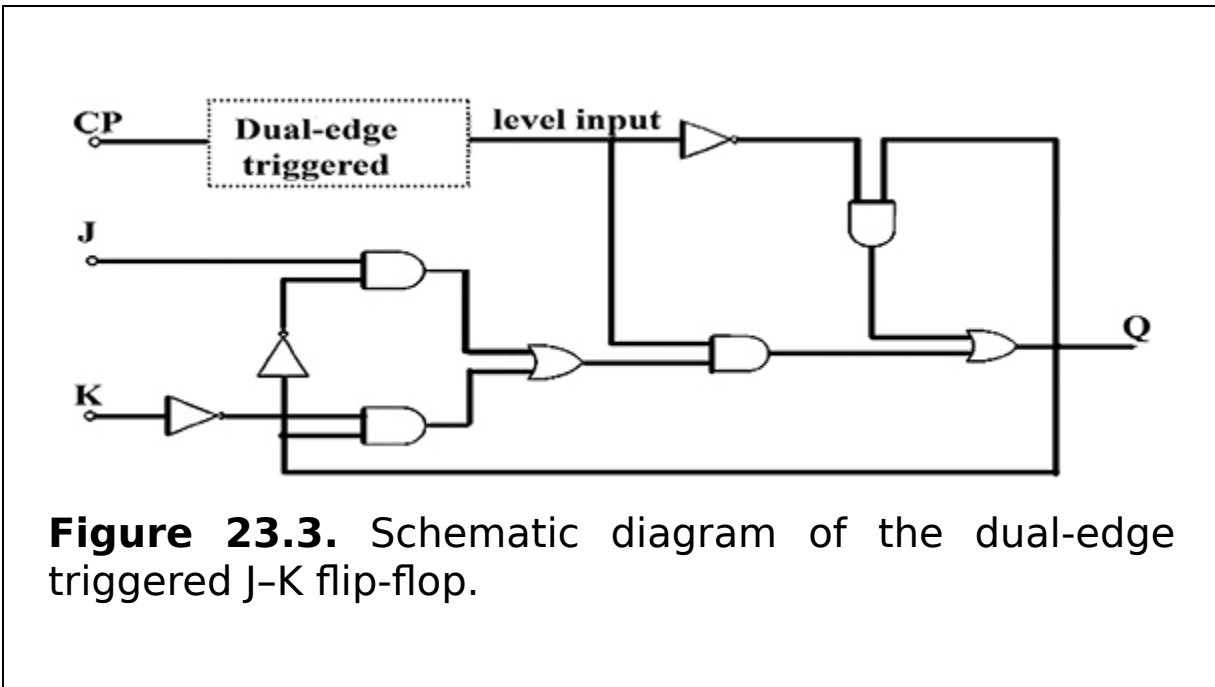 CP
Dual-edge
triggered
level input
J
K
Q
Figure 23.3. Schematic diagram of the dual-edge
triggered J–K flip-flop.